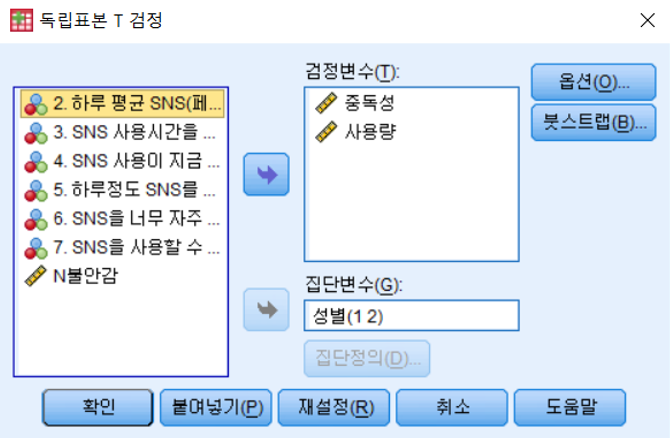 독립표본 T 검정
2. 하루 평균 SNS(페...
3. SNS 사용시간을 ...
4. SNS 사용이 지금 ...
5. 하루정도 SNS를 ...
6. SNS을 너무 자주 ...
7. SNS을 사용할 수 ...
N불안감
검정변수(T):
중독성
사용량
집단변수(G):
성별(1 2)
집단정의(D)...
옵션(O)...
붓스트랩(B)...
확인
붙여넣기(P)
재설정(R)
취소
도움말